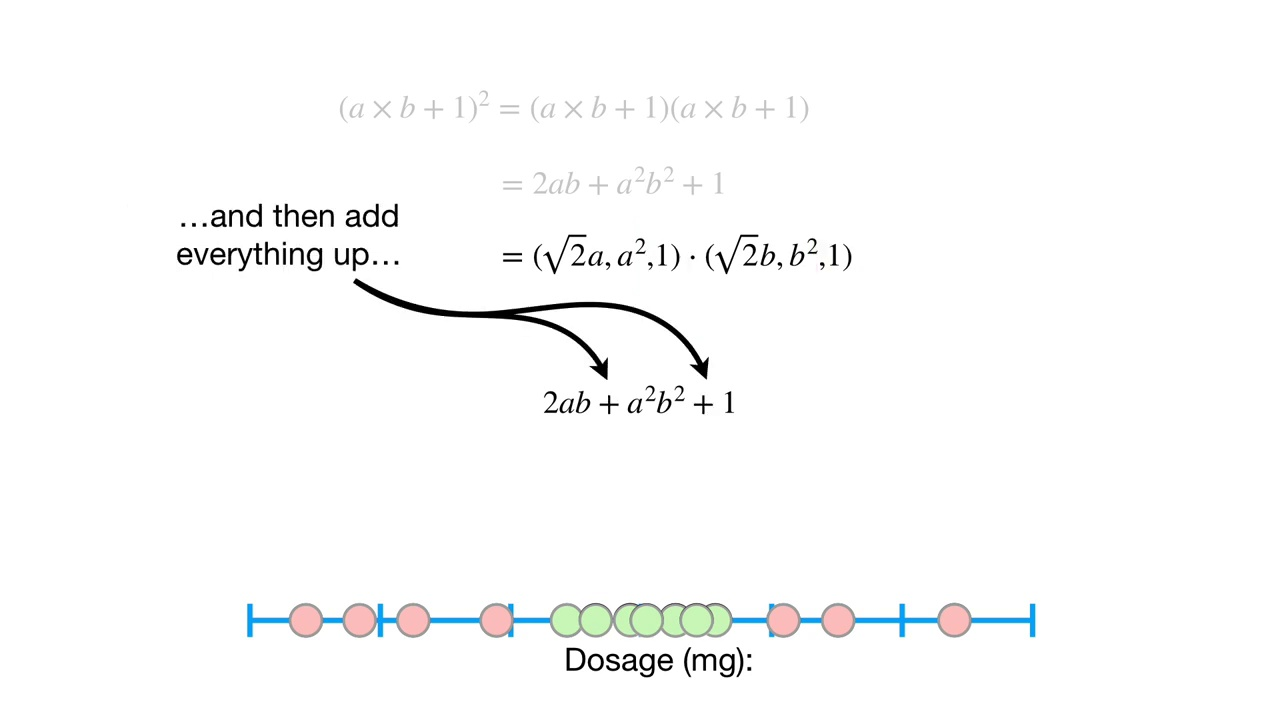 (a × b + 1)² = (a × b + 1)(a × b + 1)
= 2ab + a²b² + 1
…and then add
everything up…
= (√2a, a²,1) · (√2b, b²,1)
2ab + a²b² + 1
Dosage (mg):